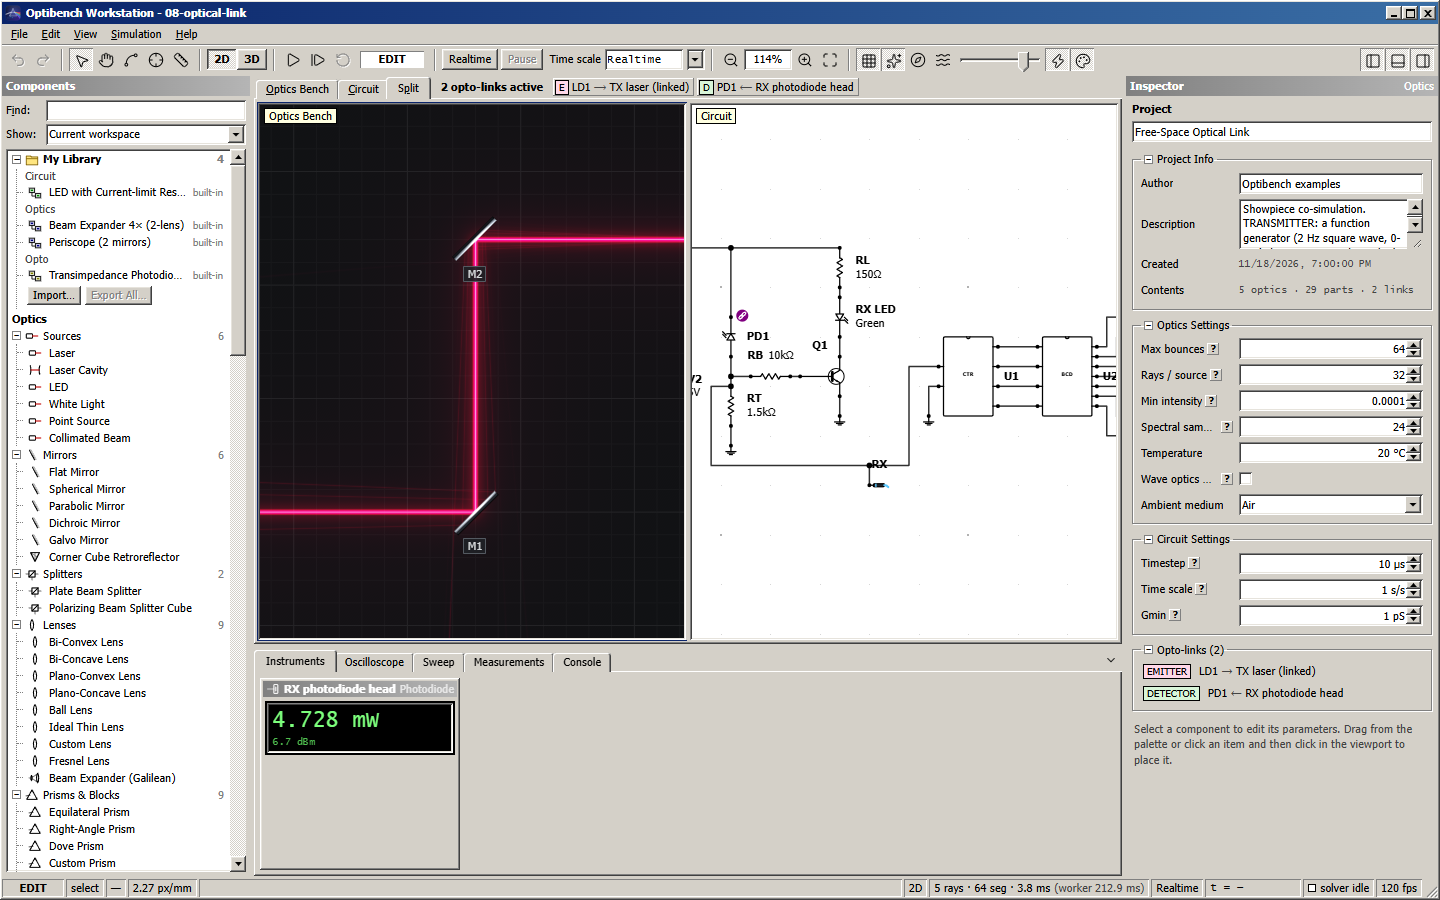 Optibench Workstation - 08-optical-link
File Edit View Simulation Help
2D 3D EDIT Realtime Pause Time scale Realtime 114%
Components
Find:
Show: Current workspace
My Library 4
Circuit
LED with Current-limit Res... built-in
Optics
Beam Expander 4× (2-lens) built-in
Periscope (2 mirrors) built-in
Opto
Transimpedance Photodio... built-in
Import... Export All...
Optics
Sources 6
Laser
Laser Cavity
LED
White Light
Point Source
Collimated Beam
Mirrors 6
Flat Mirror
Spherical Mirror
Parabolic Mirror
Dichroic Mirror
Galvo Mirror
Corner Cube Retroreflector
Splitters 2
Plate Beam Splitter
Polarizing Beam Splitter Cube
Lenses 9
Bi-Convex Lens
Bi-Concave Lens
Plano-Convex Lens
Plano-Concave Lens
Ball Lens
Ideal Thin Lens
Custom Lens
Fresnel Lens
Beam Expander (Galilean)
Prisms & Blocks 9
Equilateral Prism
Right-Angle Prism
Dove Prism
Custom Prism
Optics Bench Circuit Split 2 opto-links active E LD1 → TX laser (linked) D PD1 ← RX photodiode head
Optics Bench
M2
M1
Circuit
RL
150Ω
RX LED
Green
PD1
RB 10kΩ
Q1
RT
1.5kΩ
CTR
U1
BCD
RX
Instruments Oscilloscope Sweep Measurements Console
RX photodiode head Photodiode
4.728 mW
6.7 dBm
Inspector Optics
Project
Free-Space Optical Link
Project Info
Author Optibench examples
Description Showpiece co-simulation.
TRANSMITTER: a function
generator (2 Hz square wave, 0-
Created 11/18/2026, 7:00:00 PM
Contents 5 optics · 29 parts · 2 links
Optics Settings
Max bounces ? 64
Rays / source ? 32
Min intensity ? 0.0001
Spectral sam... ? 24
Temperature 20 °C
Wave optics ... ?
Ambient medium Air
Circuit Settings
Timestep ? 10 µs
Time scale ? 1 s/s
Gmin ? 1 pS
Opto-links (2)
EMITTER LD1 → TX laser (linked)
DETECTOR PD1 ← RX photodiode head
Select a component to edit its parameters. Drag from the
palette or click an item and then click in the viewport to
place it.
EDIT select — 2.27 px/mm 2D 5 rays · 64 seg · 3.8 ms (worker 212.9 ms) Realtime t = — solver idle 120 fps